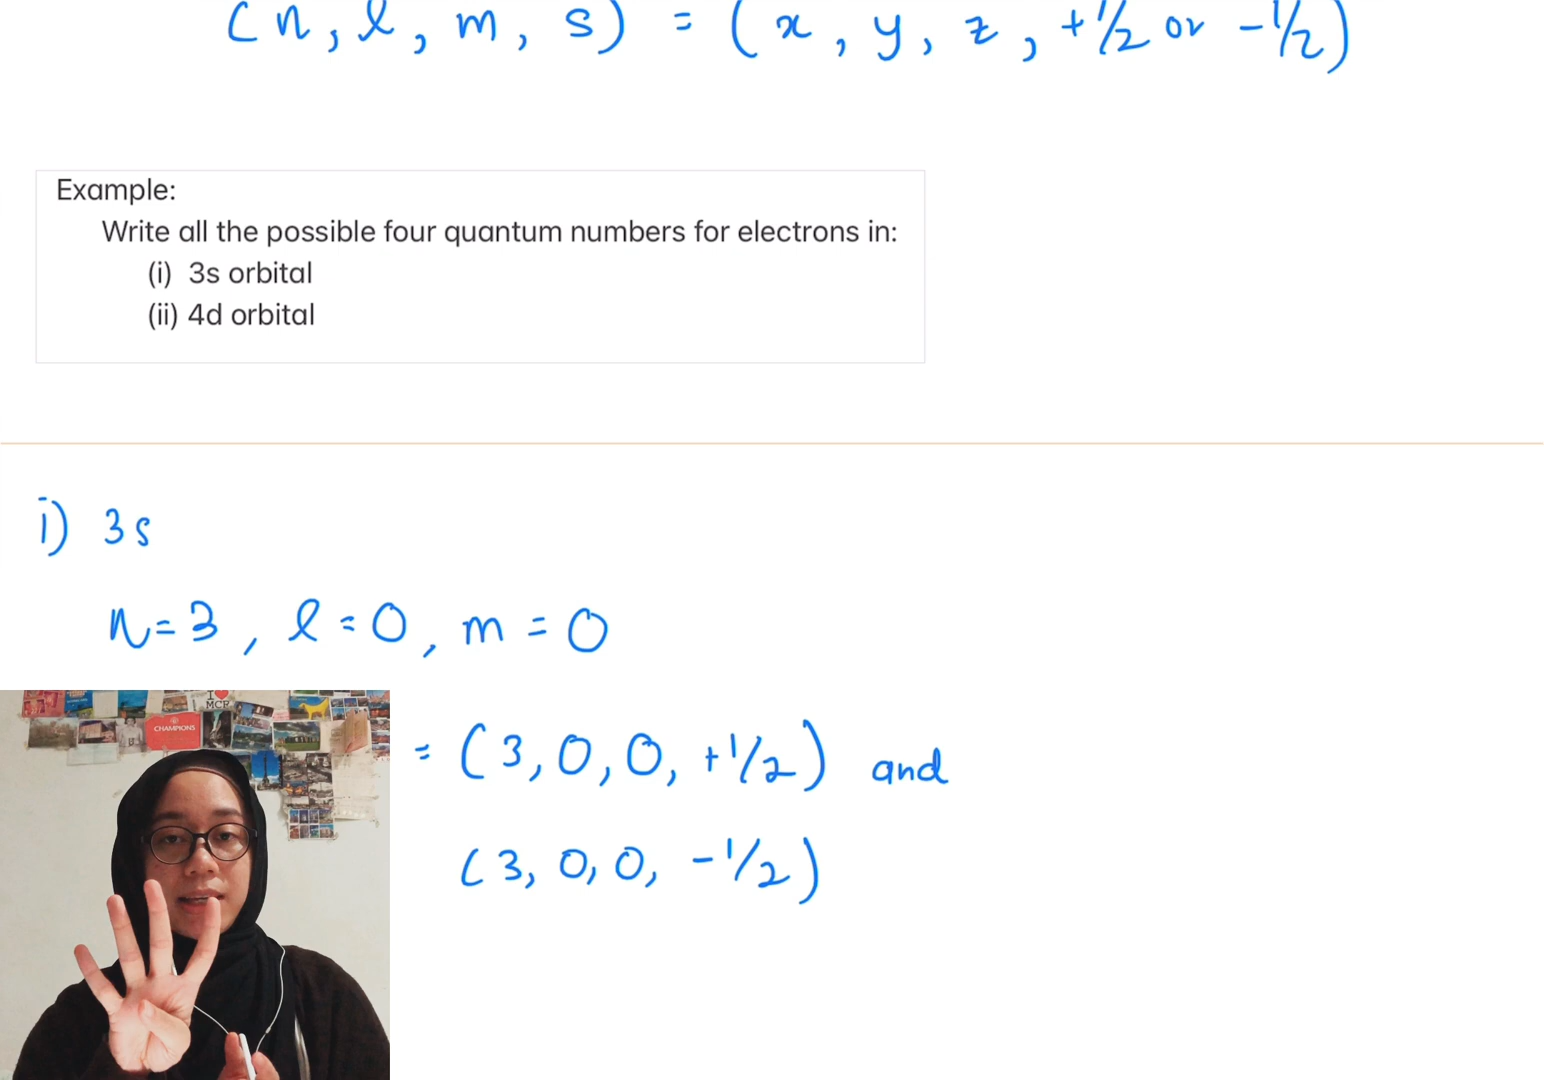 (n, l, m, s) = (x, y, z, +1/2 or -1/2)
Example:
Write all the possible four quantum numbers for electrons in:
(i) 3s orbital
(ii) 4d orbital
i) 3s
n=3, l=0, m=0
= (3, 0, 0, +1/2) and
(3, 0, 0, -1/2)
I ❤ MCR
CHAMPIONS